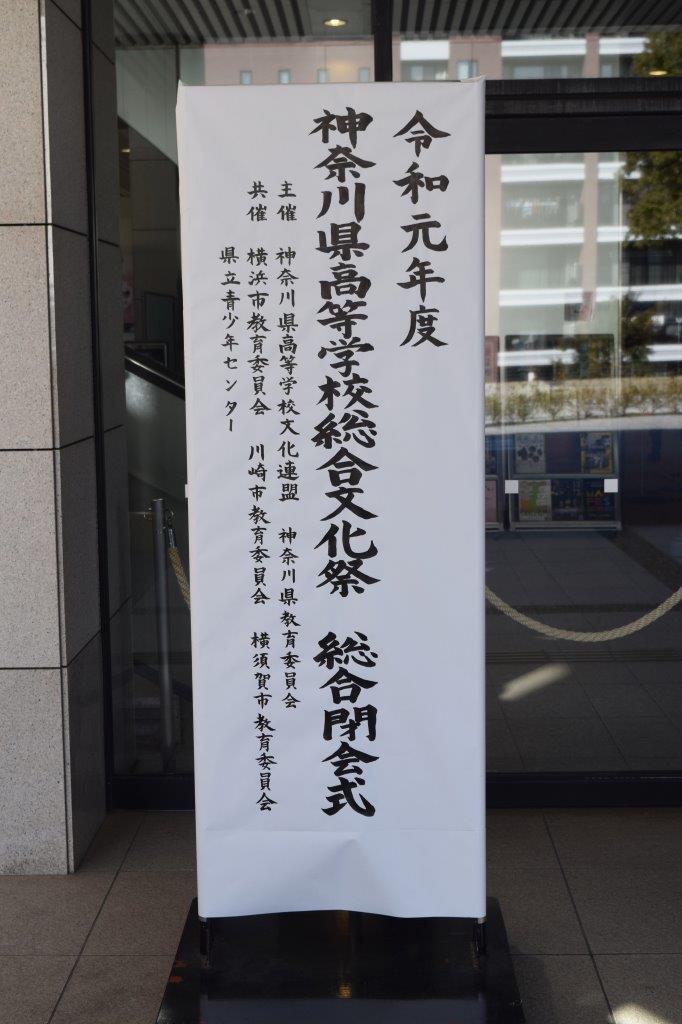 令和元年度
神奈川県高等学校総合文化祭 総合閉会式
主催 神奈川県高等学校文化連盟 神奈川県教育委員会
共催 横浜市教育委員会 川崎市教育委員会 横須賀市教育委員会
県立青少年センター